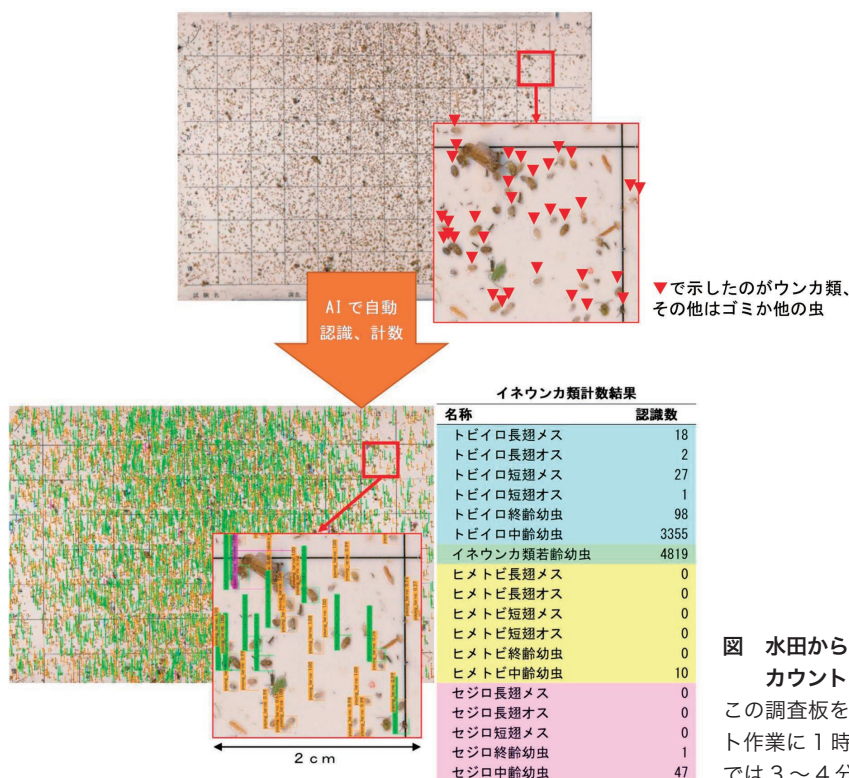 ▼で示したのがウンカ類、
その他はゴミか他の虫
AIで自動
認識、計数
イネウンカ類計数結果
名称 認識数
トビイロ長翅メス 18
トビイロ長翅オス 2
トビイロ短翅メス 27
トビイロ短翅オス 1
トビイロ終齢幼虫 98
トビイロ中齢幼虫 3355
イネウンカ類若齢幼虫 4819
ヒメトビ長翅メス 0
ヒメトビ長翅オス 0
ヒメトビ短翅メス 0
ヒメトビ短翅オス 0
ヒメトビ終齢幼虫 0
ヒメトビ中齢幼虫 10
セジロ長翅メス 0
セジロ長翅オス 0
セジロ短翅メス 0
セジロ終齢幼虫 1
セジロ中齢幼虫 47
2cm
図 水田から
カウント
この調査板を
ト作業に1時
では3～4分